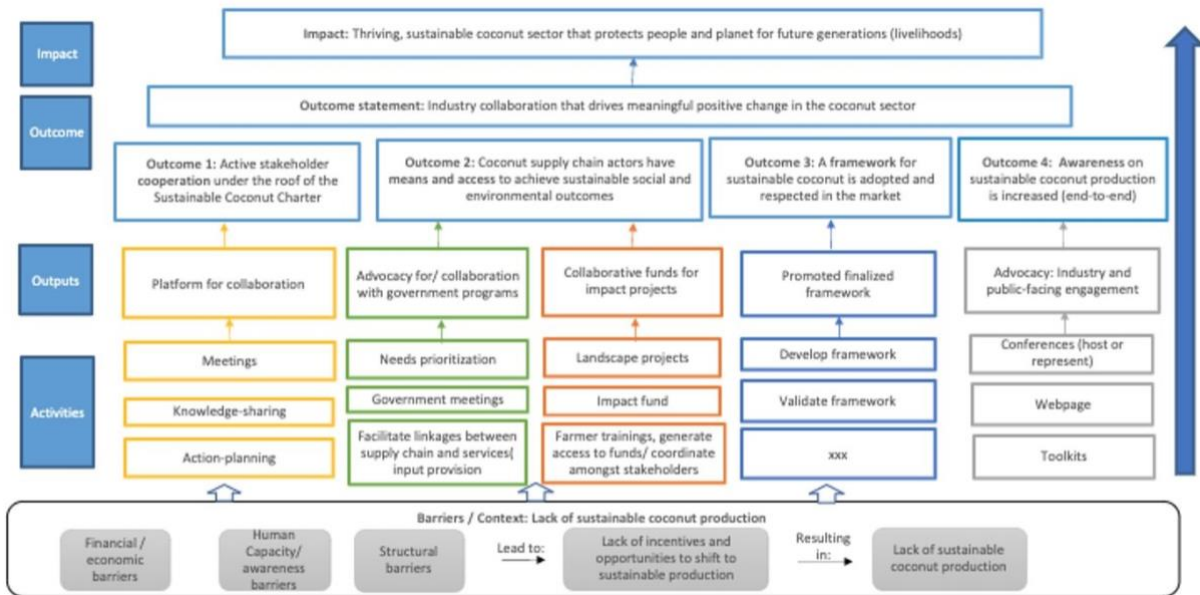 Impact
Impact: Thriving, sustainable coconut sector that protects people and planet for future generations (livelihoods)
Outcome
Outcome statement: Industry collaboration that drives meaningful positive change in the coconut sector
Outcome 1: Active stakeholder
cooperation under the roof of the
Sustainable Coconut Charter
Outcome 2: Coconut supply chain actors have
means and access to achieve sustainable social and
environmental outcomes
Outcome 3: A framework for
sustainable coconut is adopted and
respected in the market
Outcome 4: Awareness on
sustainable coconut production
is increased (end-to-end)
Outputs
Platform for collaboration
Advocacy for/ collaboration
with government programs
Collaborative funds for
impact projects
Promoted finalized
framework
Advocacy: Industry and
public-facing engagement
Activities
Meetings
Knowledge-sharing
Action-planning
Needs prioritization
Government meetings
Facilitate linkages between
supply chain and services(
input provision
Landscape projects
Impact fund
Farmer trainings, generate
access to funds/ coordinate
amongst stakeholders
Develop framework
Validate framework
xxx
Conferences (host or
represent)
Webpage
Toolkits
Barriers / Context: Lack of sustainable coconut production
Financial /
economic
barriers
Human
Capacity/
awareness
barriers
Structural
barriers
Lead to:
Lack of incentives and
opportunities to shift to
sustainable production
Resulting
in:
Lack of sustainable
coconut production